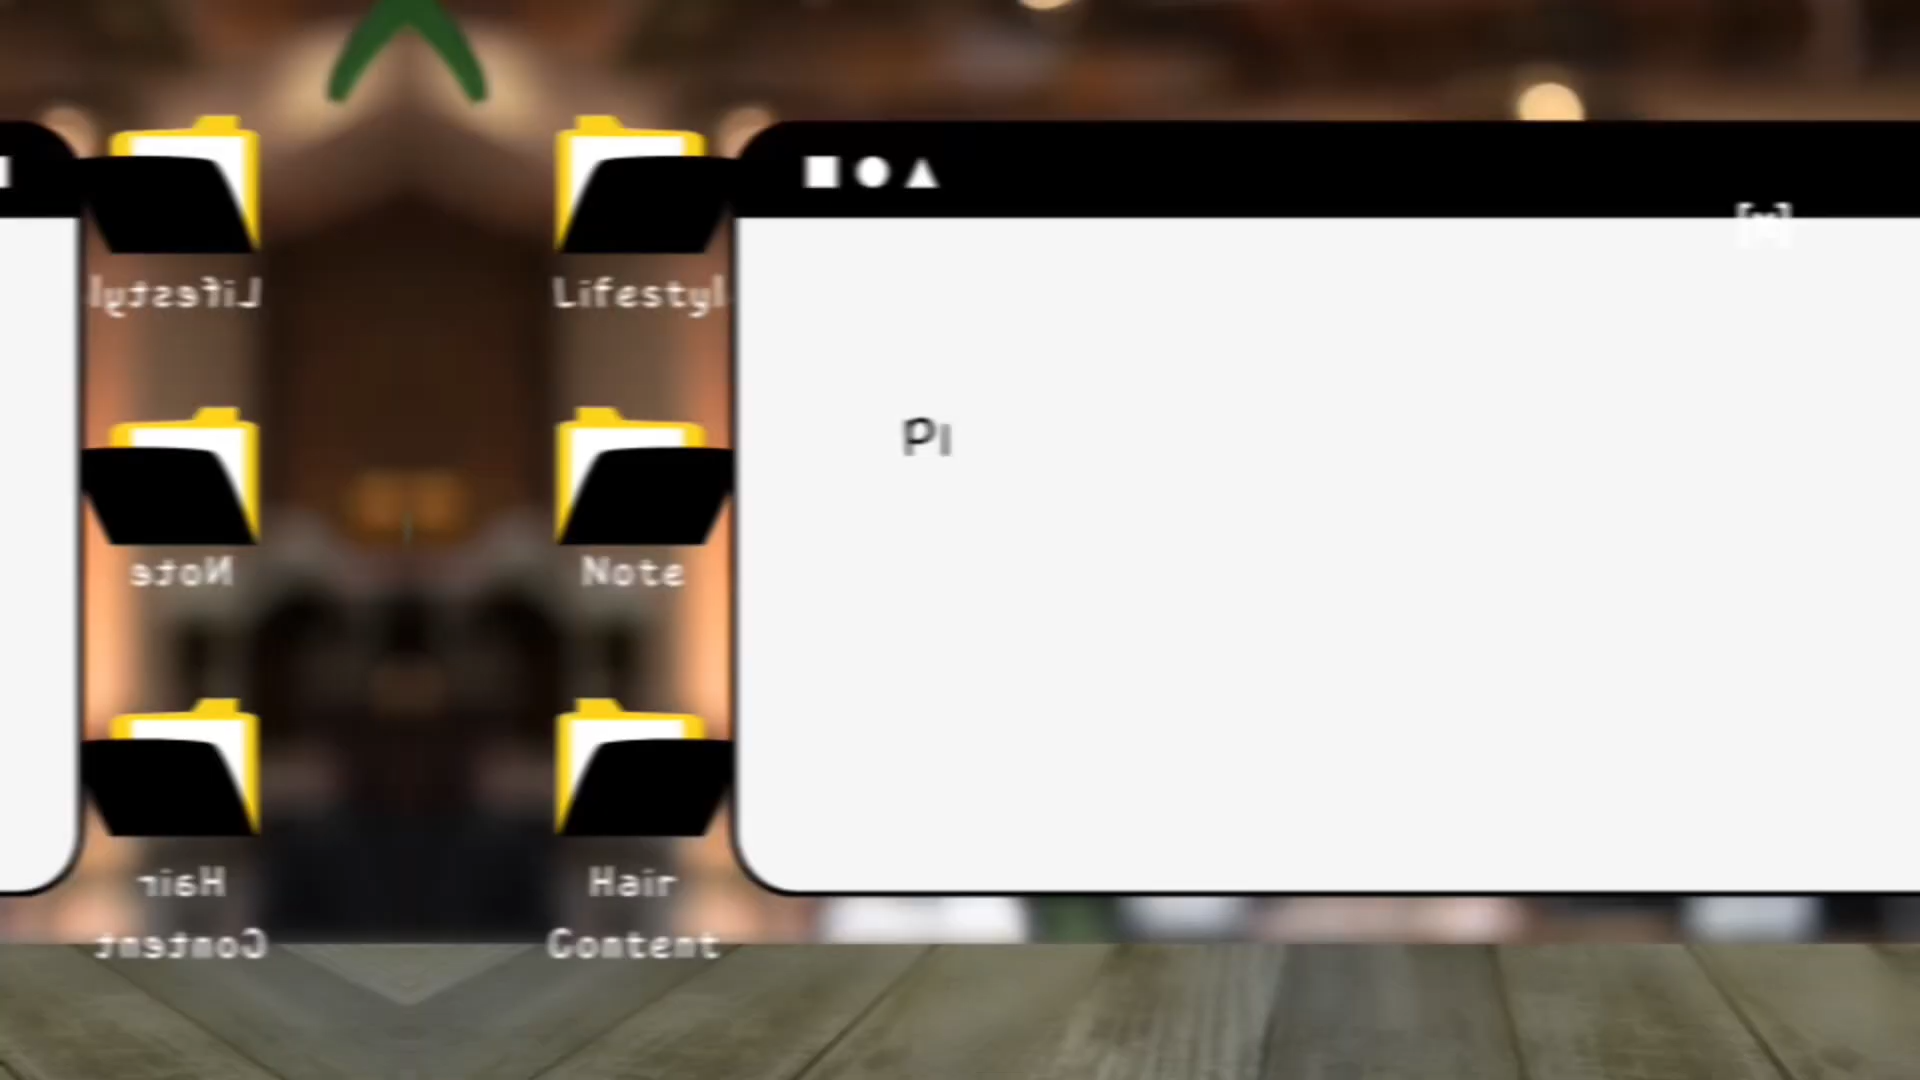 Lifestyl
Note
Hair
Content
[x]
Pl
Lifestyl
Note
Hair
Content